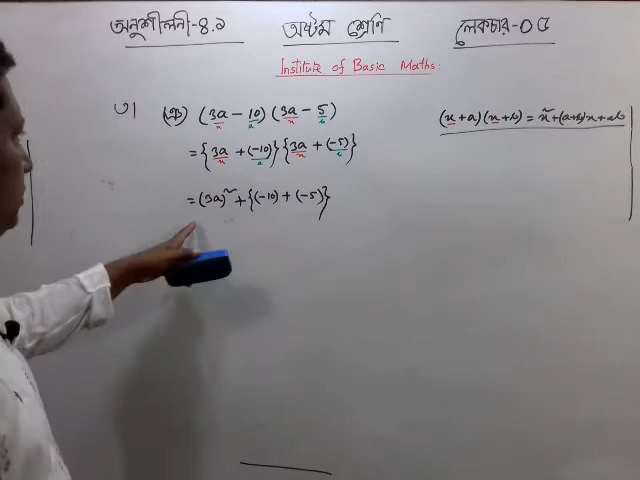 অনুশীলনী-৪.১ অষ্টম শ্রেণি লেকচার-০৫
Institute of Basic Maths.
৩। (ঞ) (3a - 10) (3a - 5) (x+a) (x+b) = x²+(a+b)x+ab
x a x b
= {3a + (-10)} {3a + (-5)}
x a x b
= (3a)² + {(-10) + (-5)}